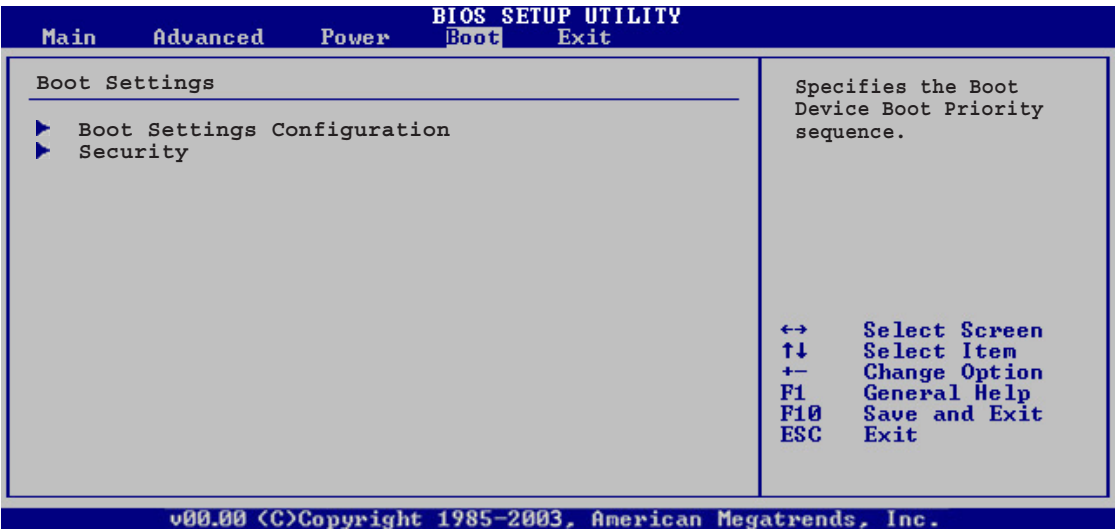 BIOS SETUP UTILITY
Main Advanced Power Boot Exit
Boot Settings
Boot Settings Configuration
Security
Specifies the Boot
Device Boot Priority
sequence.
←→ Select Screen
↑↓ Select Item
+− Change Option
F1 General Help
F10 Save and Exit
ESC Exit
v00.00 (C)Copyright 1985-2003, American Megatrends, Inc.